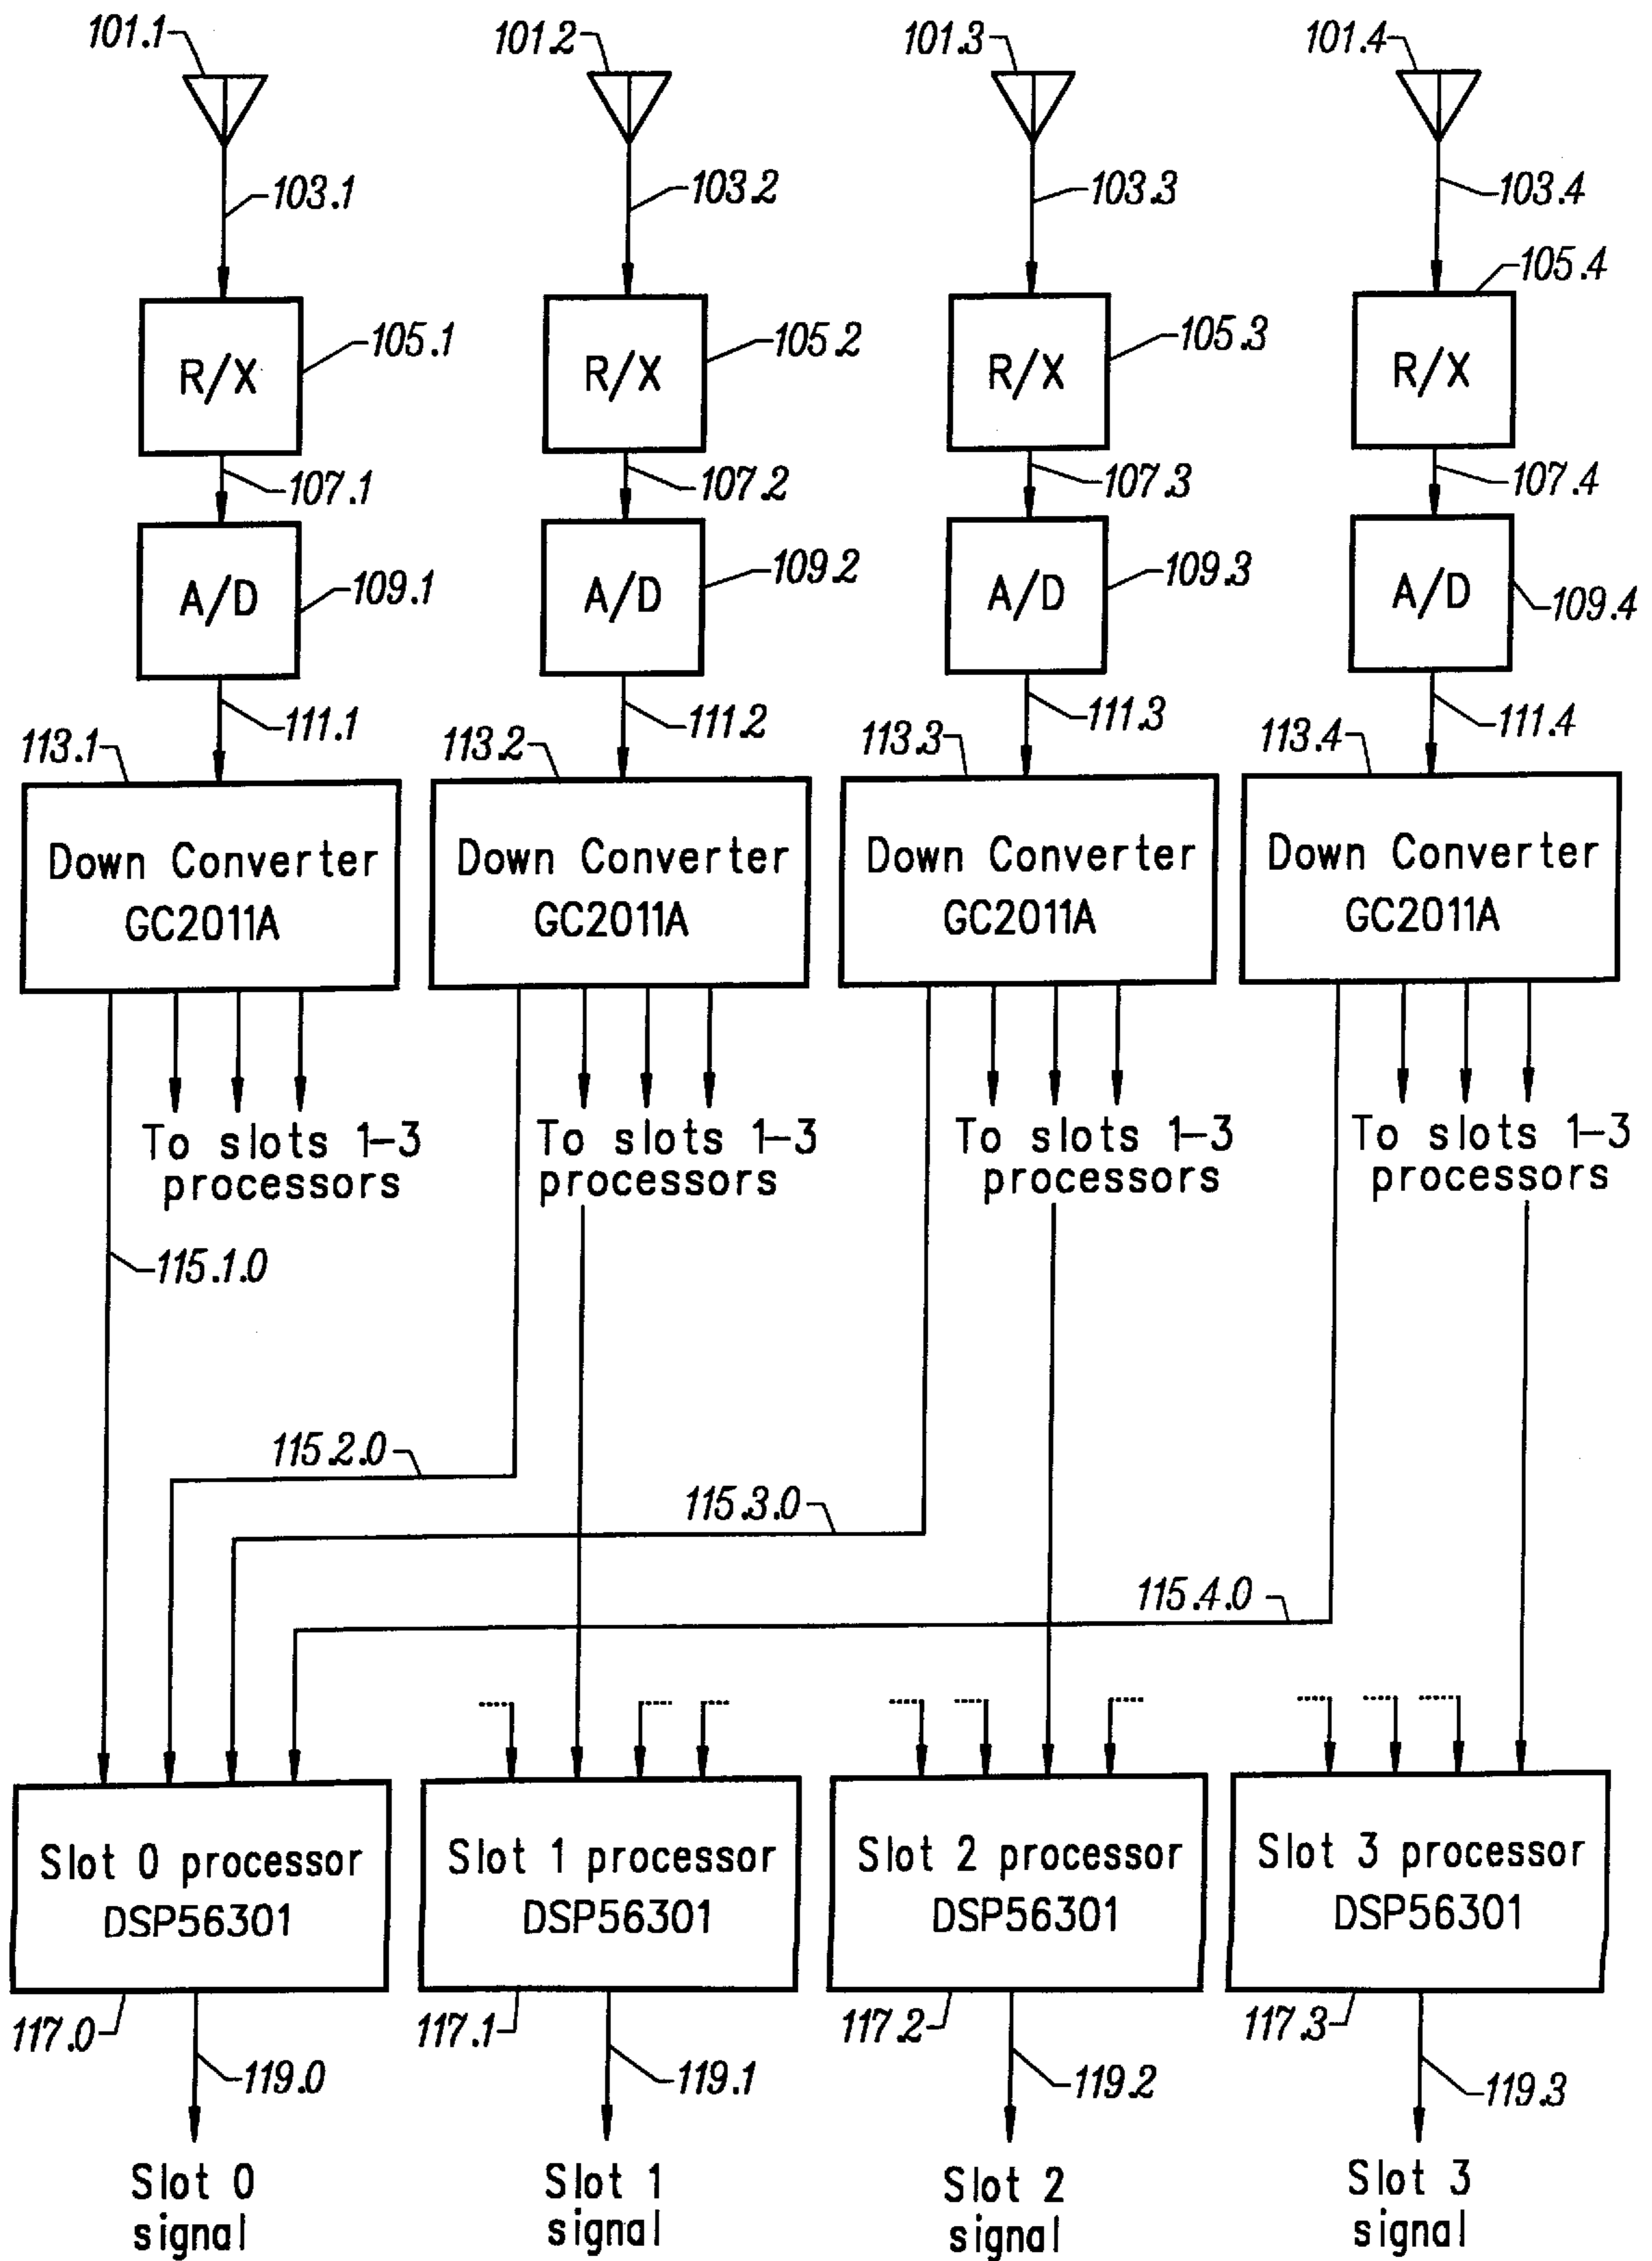 101.1
101.2
101.3
101.4
103.1
103.2
103.3
103.4
105.4
R/X
105.1
R/X
105.2
R/X
105.3
R/X
107.1
107.2
107.3
107.4
A/D
109.1
A/D
109.2
A/D
109.3
A/D
109.4
111.1
111.2
111.3
111.4
113.1
113.2
113.3
113.4
Down Converter
GC2011A
Down Converter
GC2011A
Down Converter
GC2011A
Down Converter
GC2011A
To slots 1-3
processors
To slots 1-3
processors
To slots 1-3
processors
To slots 1-3
processors
115.1.0
115.2.0
115.3.0
115.4.0
Slot 0 processor
DSP56301
Slot 1 processor
DSP56301
Slot 2 processor
DSP56301
Slot 3 processor
DSP56301
117.0
117.1
117.2
117.3
119.0
119.1
119.2
119.3
Slot 0
signal
Slot 1
signal
Slot 2
signal
Slot 3
signal